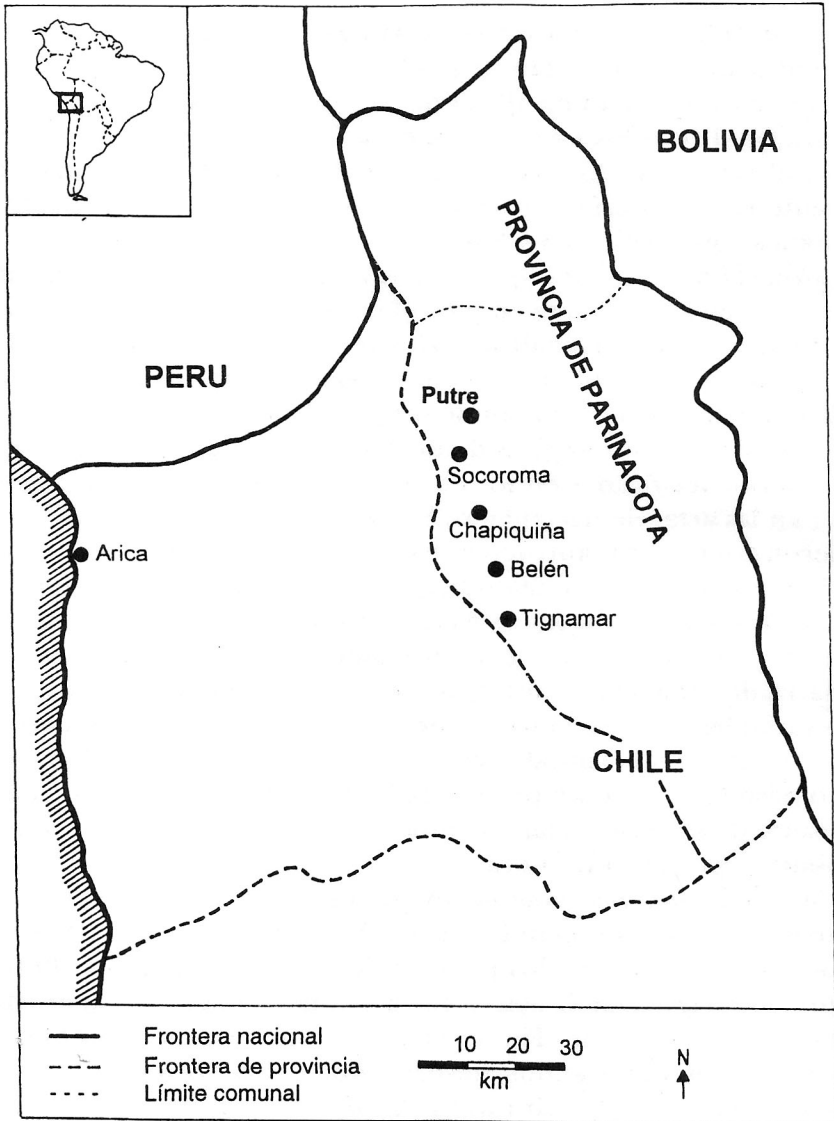 BOLIVIA
PROVINCIA DE PARINACOTA
PERU
Putre
Socoroma
Chapiquiña
Arica
Belén
Tignamar
CHILE
Frontera nacional
Frontera de provincia
Límite comunal
10 20 30
km
N